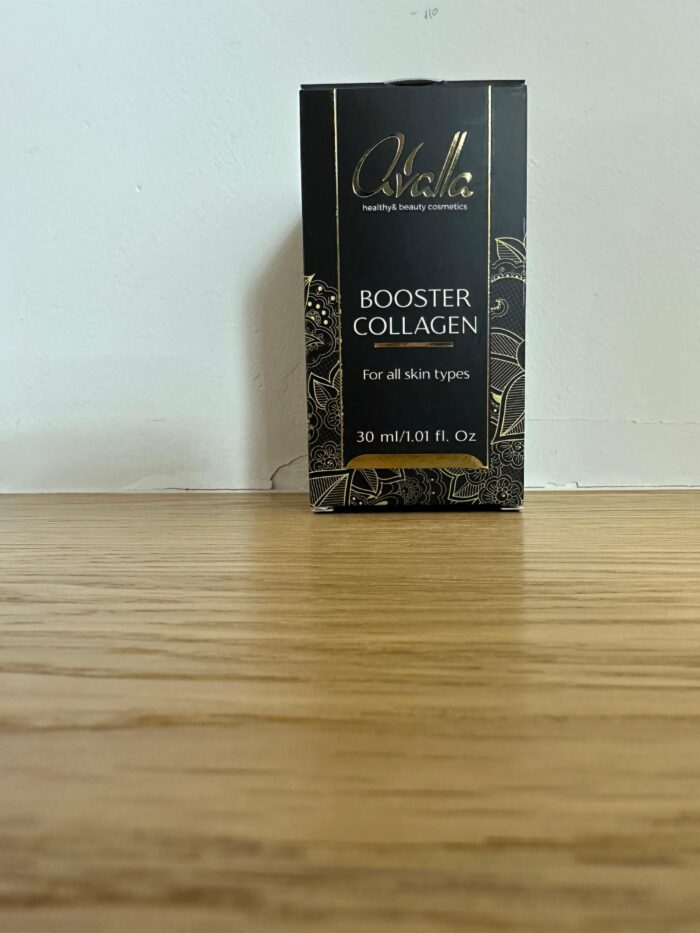 Avalla
healthy& beauty cosmetics
BOOSTER
COLLAGEN
For all skin types
30 ml/1.01 fl. Oz